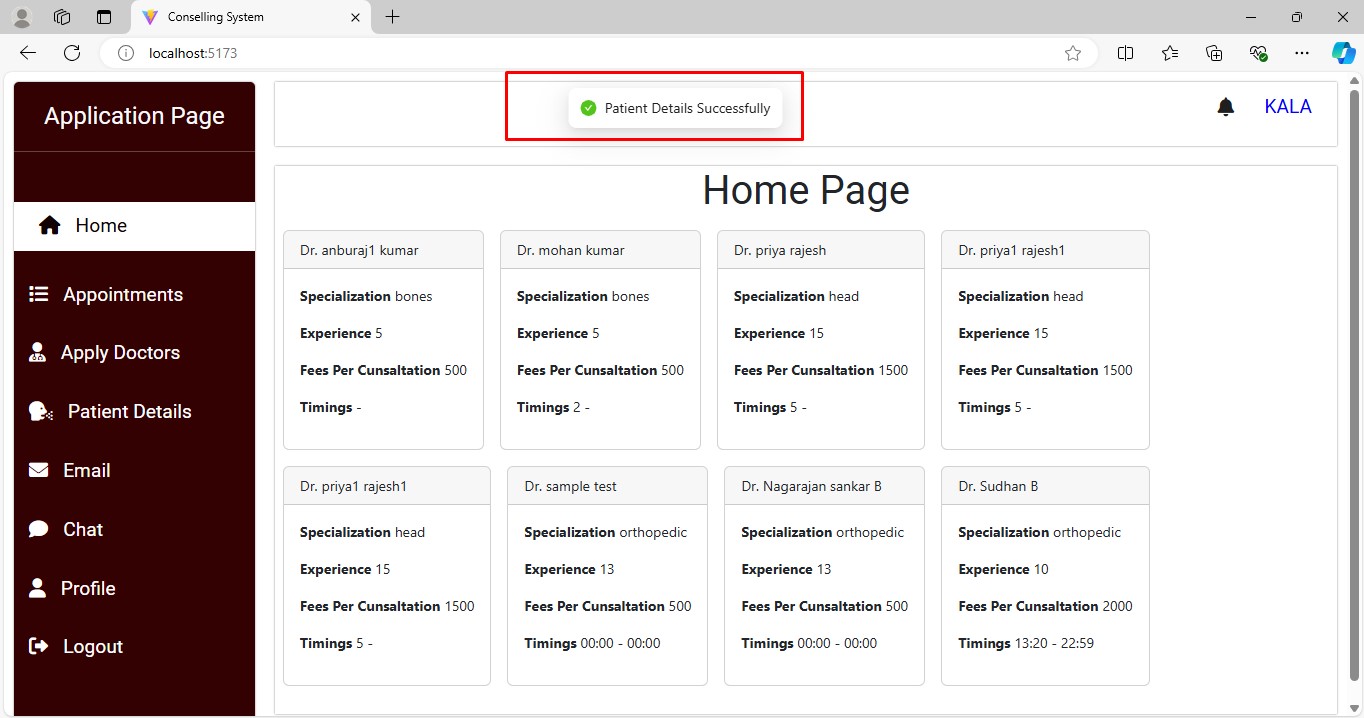 Conselling System
localhost:5173
Application Page
Patient Details Successfully
KALA
Home
Appointments
Apply Doctors
Patient Details
Email
Chat
Profile
Logout
Home Page
Dr. anburaj1 kumar
Specialization bones
Experience 5
Fees Per Cunsaltation 500
Timings -
Dr. mohan kumar
Specialization bones
Experience 5
Fees Per Cunsaltation 500
Timings 2 -
Dr. priya rajesh
Specialization head
Experience 15
Fees Per Cunsaltation 1500
Timings 5 -
Dr. priya1 rajesh1
Specialization head
Experience 15
Fees Per Cunsaltation 1500
Timings 5 -
Dr. priya1 rajesh1
Specialization head
Experience 15
Fees Per Cunsaltation 1500
Timings 5 -
Dr. sample test
Specialization orthopedic
Experience 13
Fees Per Cunsaltation 500
Timings 00:00 - 00:00
Dr. Nagarajan sankar B
Specialization orthopedic
Experience 13
Fees Per Cunsaltation 500
Timings 00:00 - 00:00
Dr. Sudhan B
Specialization orthopedic
Experience 10
Fees Per Cunsaltation 2000
Timings 13:20 - 22:59